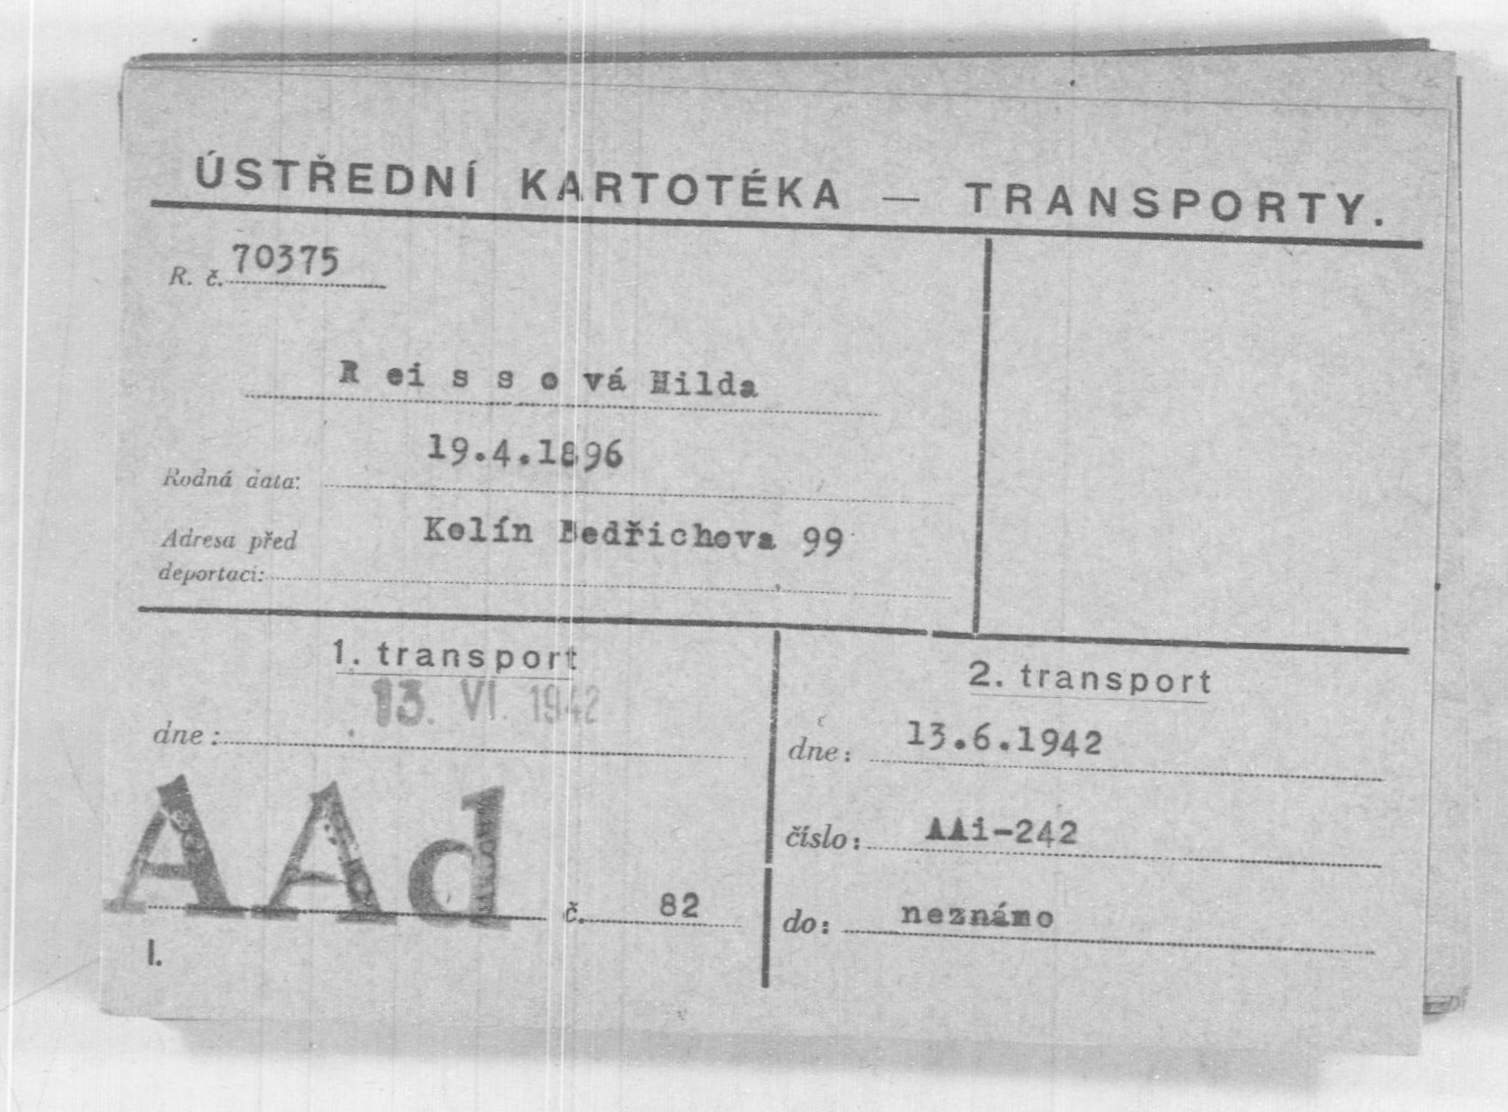 ÚSTŘEDNÍ KARTOTÉKA — TRANSPORTY.
R. č. 70375
R ei s s o vá Hilda
19.4.1896
Rodná data:
Kolín Bedřichova 99
Adresa před
deportaci:
1. transport
13. VI. 1942
dne:
AAd č. 82
I.
2. transport
dne: 13.6.1942
číslo: AAi-242
do: neznámo